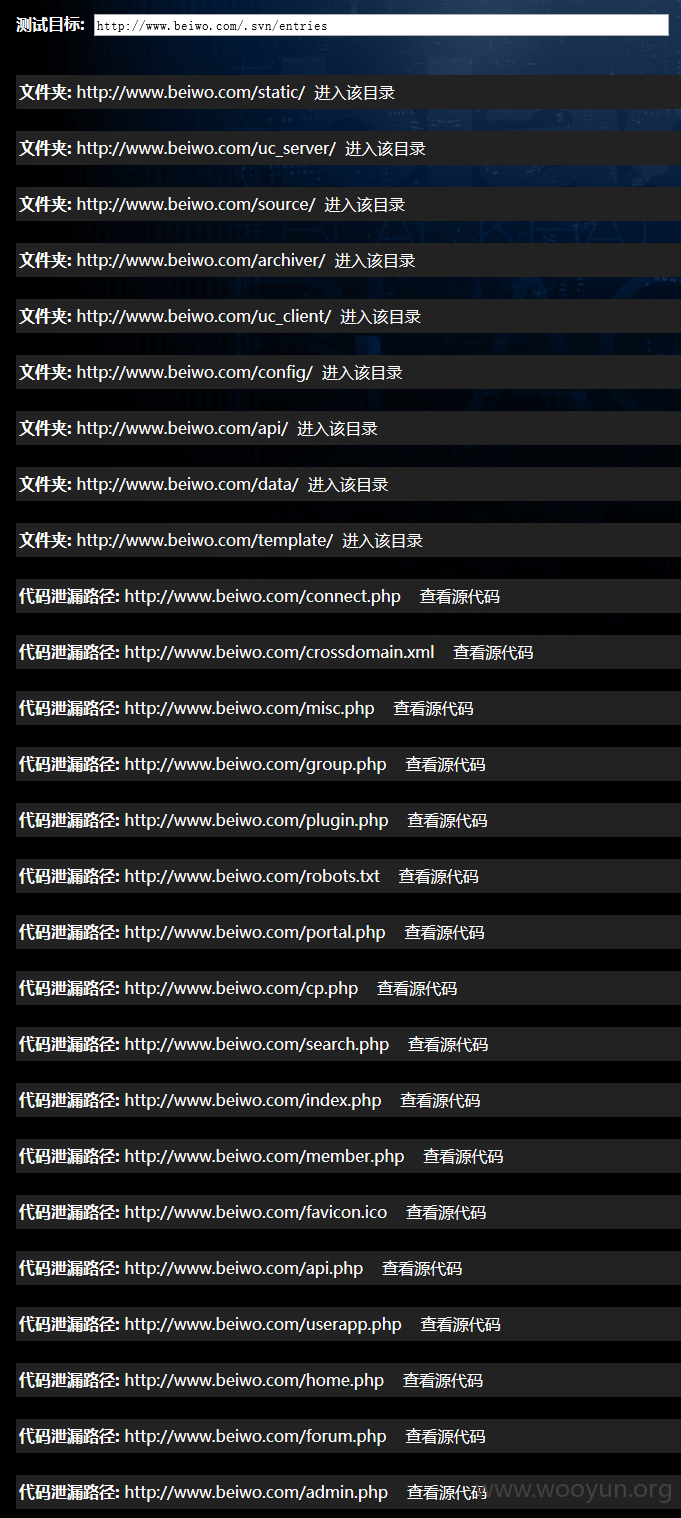 测试目标: http://www.beiwo.com/.svn/entries
文件夹: http://www.beiwo.com/static/ 进入该目录
文件夹: http://www.beiwo.com/uc_server/ 进入该目录
文件夹: http://www.beiwo.com/source/ 进入该目录
文件夹: http://www.beiwo.com/archiver/ 进入该目录
文件夹: http://www.beiwo.com/uc_client/ 进入该目录
文件夹: http://www.beiwo.com/config/ 进入该目录
文件夹: http://www.beiwo.com/api/ 进入该目录
文件夹: http://www.beiwo.com/data/ 进入该目录
文件夹: http://www.beiwo.com/template/ 进入该目录
代码泄漏路径: http://www.beiwo.com/connect.php 查看源代码
代码泄漏路径: http://www.beiwo.com/crossdomain.xml 查看源代码
代码泄漏路径: http://www.beiwo.com/misc.php 查看源代码
代码泄漏路径: http://www.beiwo.com/group.php 查看源代码
代码泄漏路径: http://www.beiwo.com/plugin.php 查看源代码
代码泄漏路径: http://www.beiwo.com/robots.txt 查看源代码
代码泄漏路径: http://www.beiwo.com/portal.php 查看源代码
代码泄漏路径: http://www.beiwo.com/cp.php 查看源代码
代码泄漏路径: http://www.beiwo.com/search.php 查看源代码
代码泄漏路径: http://www.beiwo.com/index.php 查看源代码
代码泄漏路径: http://www.beiwo.com/member.php 查看源代码
代码泄漏路径: http://www.beiwo.com/favicon.ico 查看源代码
代码泄漏路径: http://www.beiwo.com/api.php 查看源代码
代码泄漏路径: http://www.beiwo.com/userapp.php 查看源代码
代码泄漏路径: http://www.beiwo.com/home.php 查看源代码
代码泄漏路径: http://www.beiwo.com/forum.php 查看源代码
代码泄漏路径: http://www.beiwo.com/admin.php 查看源代码
www.wooyun.org